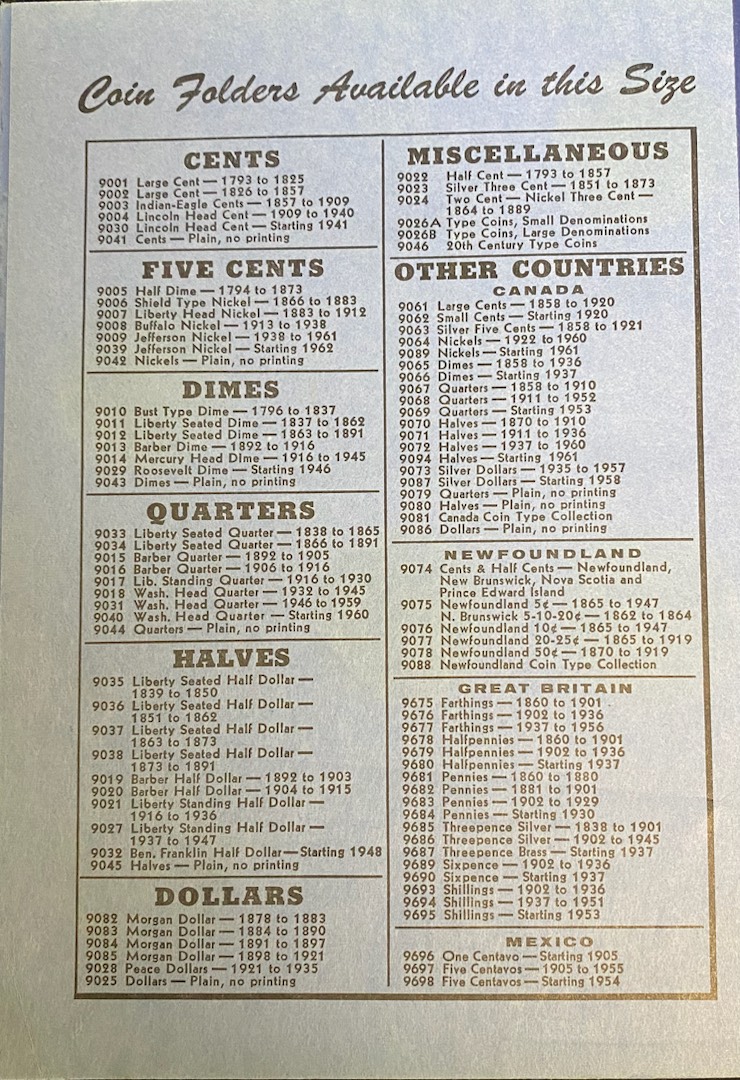 Coin Folders Available in this Size
CENTS
9001 Large Cent — 1793 to 1825
9002 Large Cent — 1826 to 1857
9003 Indian-Eagle Cents — 1857 to 1909
9004 Lincoln Head Cent — 1909 to 1940
9030 Lincoln Head Cent — Starting 1941
9041 Cents — Plain, no printing
FIVE CENTS
9005 Half Dime — 1794 to 1873
9006 Shield Type Nickel — 1866 to 1883
9007 Liberty Head Nickel — 1883 to 1912
9008 Buffalo Nickel — 1913 to 1938
9009 Jefferson Nickel — 1938 to 1961
9039 Jefferson Nickel — Starting 1962
9042 Nickels — Plain, no printing
DIMES
9010 Bust Type Dime — 1796 to 1837
9011 Liberty Seated Dime — 1837 to 1862
9012 Liberty Seated Dime — 1863 to 1891
9013 Barber Dime — 1892 to 1916
9014 Mercury Head Dime — 1916 to 1945
9029 Roosevelt Dime — Starting 1946
9043 Dimes — Plain, no printing
QUARTERS
9033 Liberty Seated Quarter — 1838 to 1865
9034 Liberty Seated Quarter — 1866 to 1891
9015 Barber Quarter — 1892 to 1905
9016 Barber Quarter — 1906 to 1916
9017 Lib. Standing Quarter — 1916 to 1930
9018 Wash. Head Quarter — 1932 to 1945
9031 Wash. Head Quarter — 1946 to 1959
9040 Wash. Head Quarter — Starting 1960
9044 Quarters — Plain, no printing
HALVES
9035 Liberty Seated Half Dollar —
1839 to 1850
9036 Liberty Seated Half Dollar —
1851 to 1862
9037 Liberty Seated Half Dollar —
1863 to 1873
9038 Liberty Seated Half Dollar —
1873 to 1891
9019 Barber Half Dollar — 1892 to 1903
9020 Barber Half Dollar — 1904 to 1915
9021 Liberty Standing Half Dollar —
1916 to 1936
9027 Liberty Standing Half Dollar —
1937 to 1947
9032 Ben. Franklin Half Dollar — Starting 1948
9045 Halves — Plain, no printing
DOLLARS
9082 Morgan Dollar — 1878 to 1883
9083 Morgan Dollar — 1884 to 1890
9084 Morgan Dollar — 1891 to 1897
9085 Morgan Dollar — 1898 to 1921
9028 Peace Dollars — 1921 to 1935
9025 Dollars — Plain, no printing
MISCELLANEOUS
9022 Half Cent — 1793 to 1857
9023 Silver Three Cent — 1851 to 1873
9024 Two Cent — Nickel Three Cent —
1864 to 1889
9026A Type Coins, Small Denominations
9026B Type Coins, Large Denominations
9046 20th Century Type Coins
OTHER COUNTRIES
CANADA
9061 Large Cents — 1858 to 1920
9062 Small Cents — Starting 1920
9063 Silver Five Cents — 1858 to 1921
9064 Nickels — 1922 to 1960
9089 Nickels — Starting 1961
9065 Dimes — 1858 to 1936
9066 Dimes — Starting 1937
9067 Quarters — 1858 to 1910
9068 Quarters — 1911 to 1952
9069 Quarters — Starting 1953
9070 Halves — 1870 to 1910
9071 Halves — 1911 to 1936
9072 Halves — 1937 to 1960
9094 Halves — Starting 1961
9073 Silver Dollars — 1935 to 1957
9087 Silver Dollars — Starting 1958
9079 Quarters — Plain, no printing
9080 Halves — Plain, no printing
9081 Canada Coin Type Collection
9086 Dollars — Plain, no printing
NEWFOUNDLAND
9074 Cents & Half Cents — Newfoundland,
New Brunswick, Nova Scotia and
Prince Edward Island
9075 Newfoundland 5¢ — 1865 to 1947
N. Brunswick 5-10-20¢ — 1862 to 1864
9076 Newfoundland 10¢ — 1865 to 1947
9077 Newfoundland 20-25¢ — 1865 to 1919
9078 Newfoundland 50¢ — 1870 to 1919
9088 Newfoundland Coin Type Collection
GREAT BRITAIN
9675 Farthings — 1860 to 1901
9676 Farthings — 1902 to 1936
9677 Farthings — 1937 to 1956
9678 Halfpennies — 1860 to 1901
9679 Halfpennies — 1902 to 1936
9680 Halfpennies — Starting 1937
9681 Pennies — 1860 to 1880
9682 Pennies — 1881 to 1901
9683 Pennies — 1902 to 1929
9684 Pennies — Starting 1930
9685 Threepence Silver — 1838 to 1901
9686 Threepence Silver — 1902 to 1945
9687 Threepence Brass — Starting 1937
9689 Sixpence — 1902 to 1936
9690 Sixpence — Starting 1937
9693 Shillings — 1902 to 1936
9694 Shillings — 1937 to 1951
9695 Shillings — Starting 1953
MEXICO
9696 One Centavo — Starting 1905
9697 Five Centavos — 1905 to 1955
9698 Five Centavos — Starting 1954